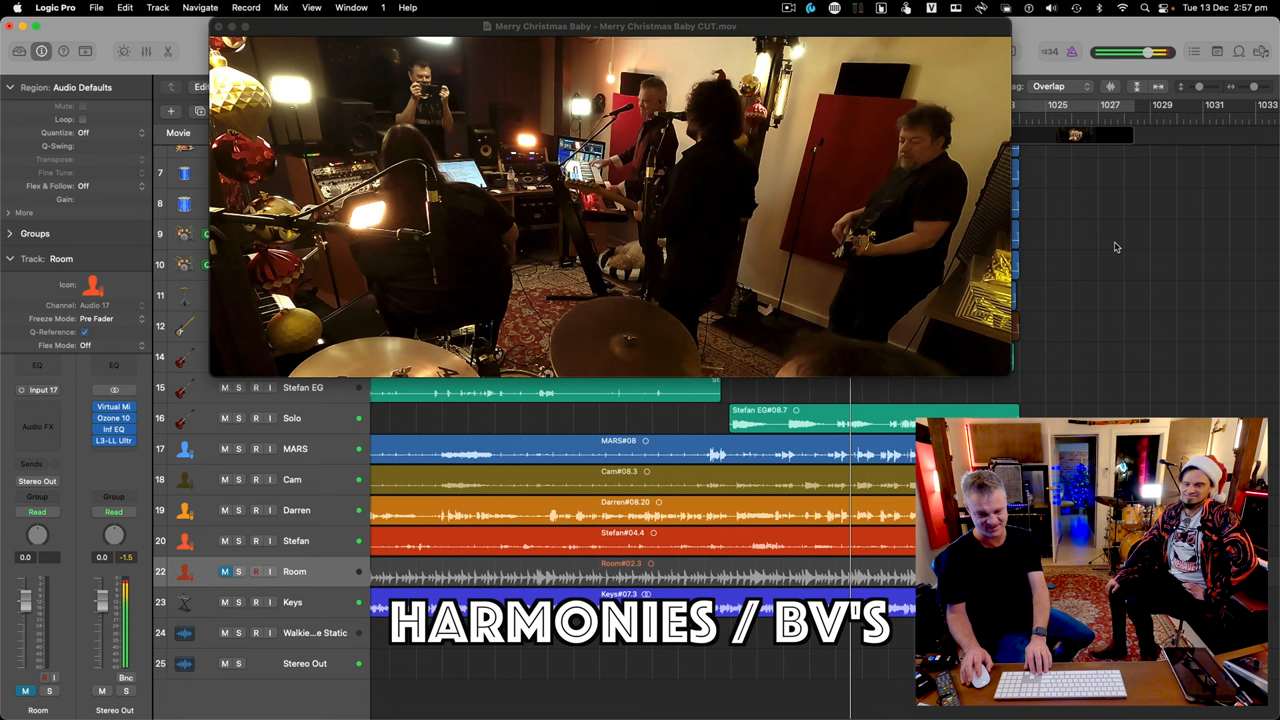 Logic Pro File Edit Track Navigate Record Mix View Window 1 Help Tue 13 Dec 2:57 pm
Merry Christmas Baby - Merry Christmas Baby CUT.mov
Region: Audio Defaults
Mute:
Loop:
Quantize: Off
Q-Swing:
Transpose:
Fine Tune:
Flex & Follow: Off
Gain:
More
Groups
Track: Room
Icon:
Channel: Audio 17
Freeze Mode: Pre Fader
Q-Reference:
Flex Mode: Off
EQ EQ
Input 17
Audio FX
Virtual Mi
Ozone 10
Inf EQ
L3-LL Ultr
Sends
Stereo Out
Group Group
Read Read
0.0 0.0 -1.5
R I Bnc
M S M S
Room Stereo Out
Edit
Movie
7
8
9
10
11
12
14
15 M S R I Stefan EG
16 M S R I Solo
17 M S R I MARS
18 M S R I Cam
19 M S R I Darren
20 M S R I Stefan
22 M S R I Room
23 M S R I Keys
24 M S Walkie...e Static
25 M S Stereo Out
1234
Overlap
1025 1027 1029 1031 1033
Stefan EG#08.7
MARS#08
Cam#08.3
Darren#08.20
Stefan#04.4
Room#02.3
Keys#07.3
HARMONIES / BV'S